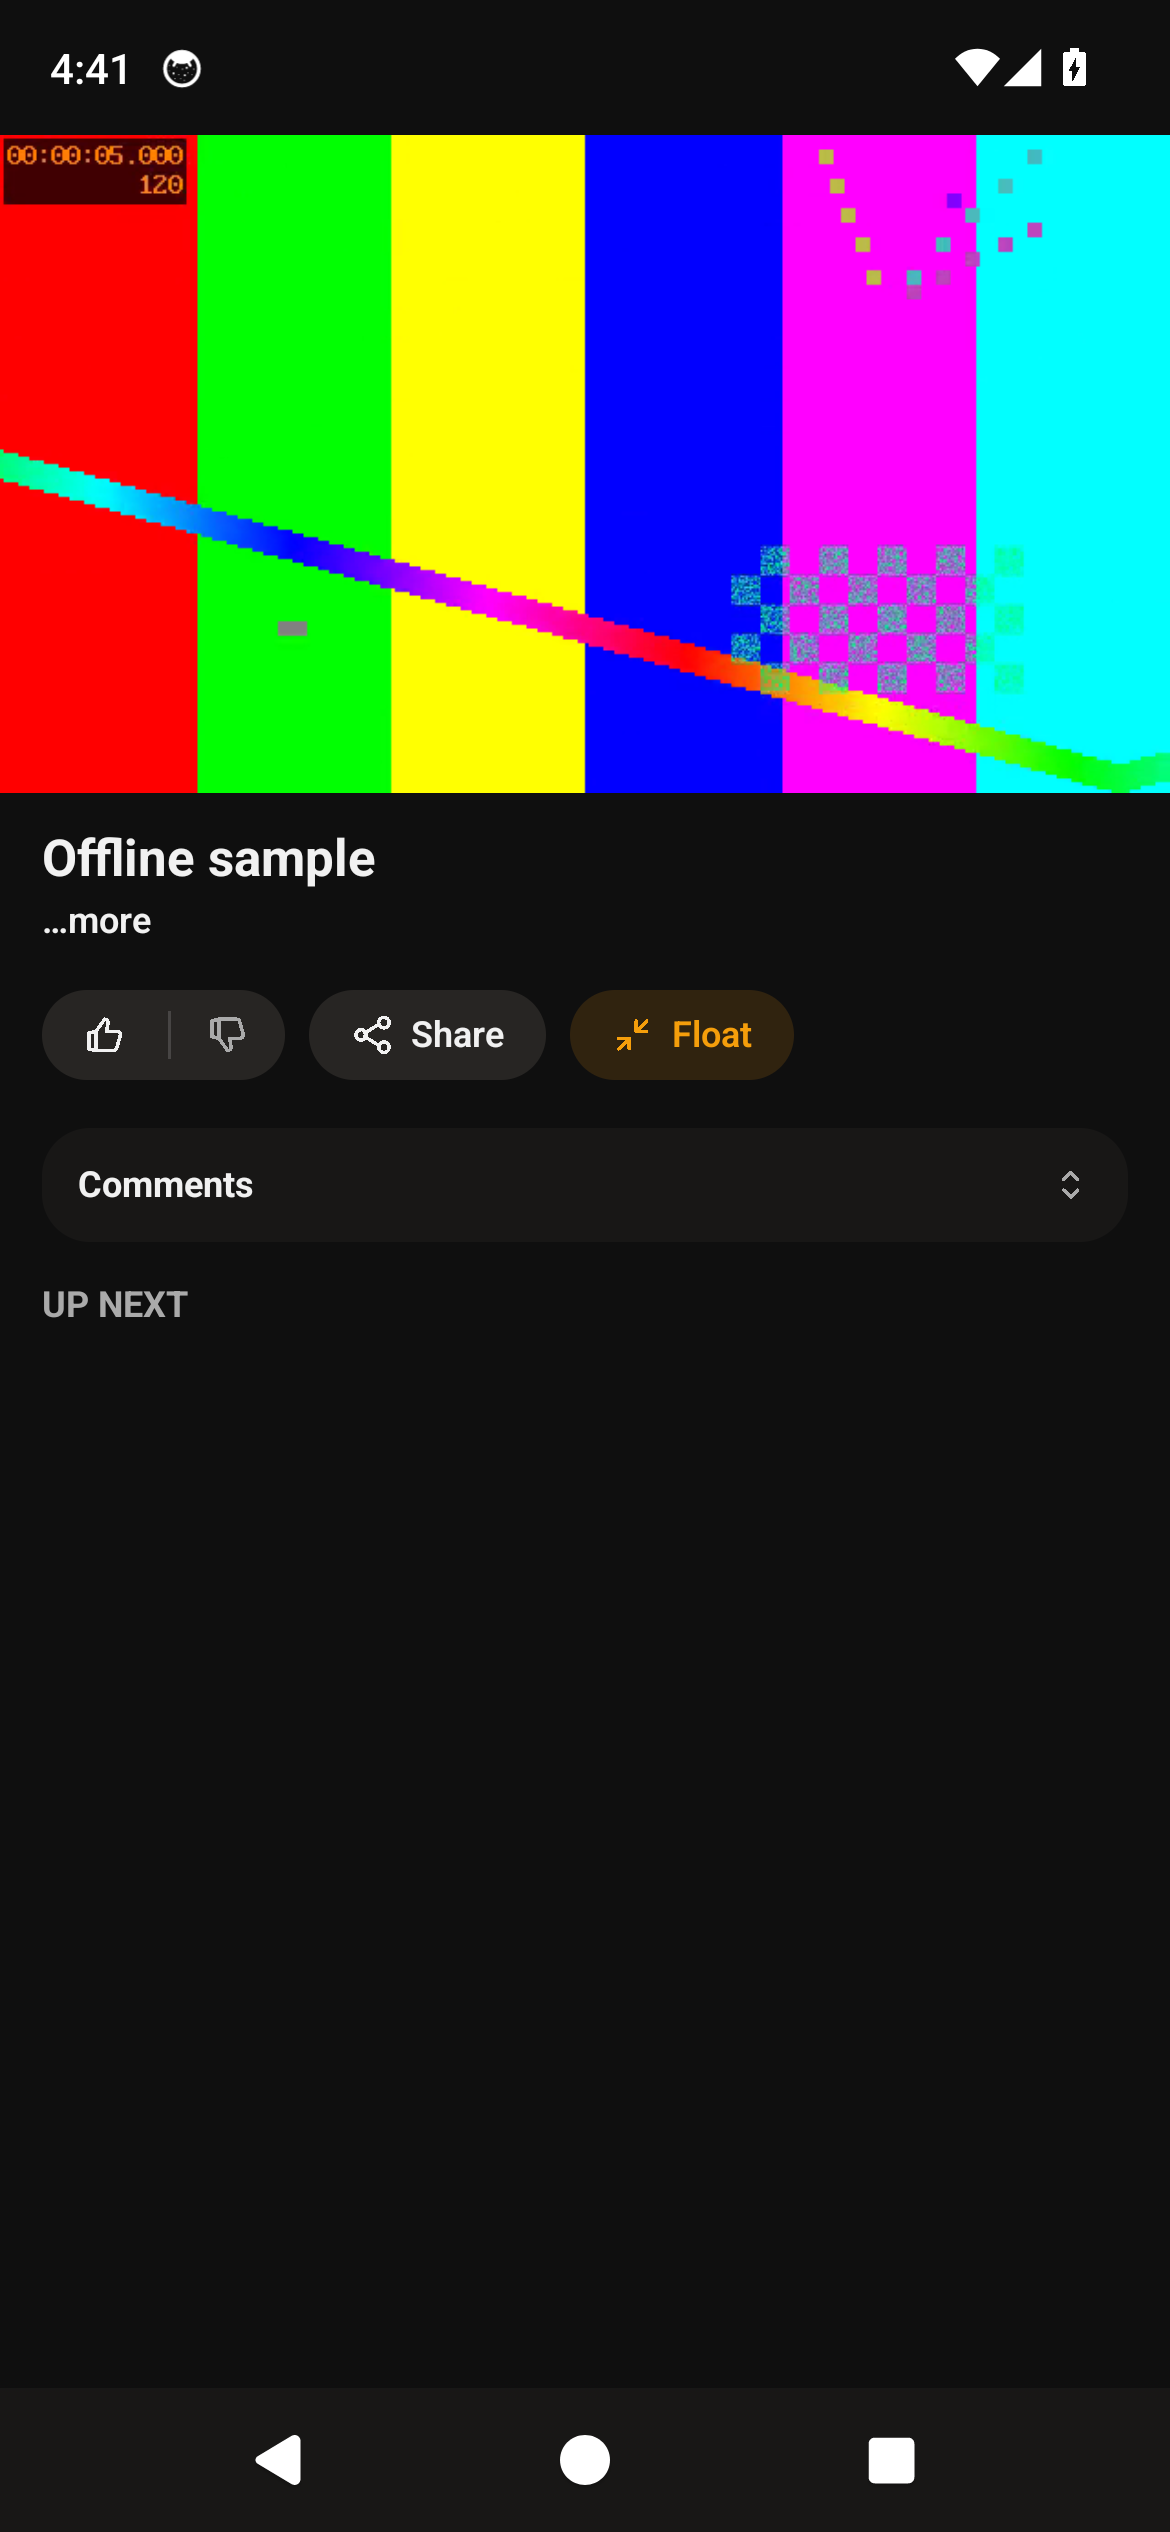 4:41
00:00:05.000
120
Offline sample
…more
Share
Float
Comments
UP NEXT